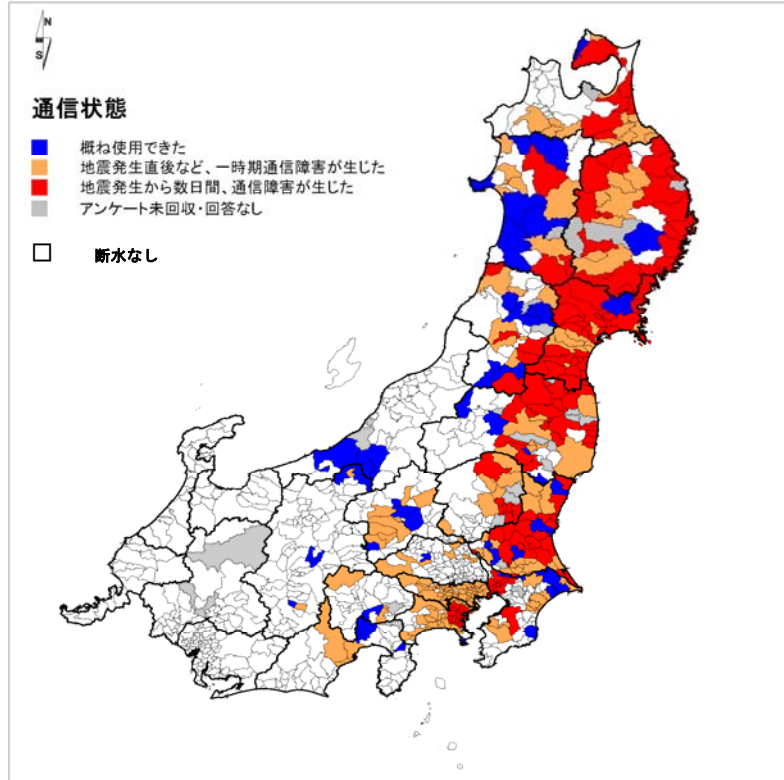 N
S
通信状態
概ね使用できた
地震発生直後など、一時期通信障害が生じた
地震発生から数日間、通信障害が生じた
アンケート未回収・回答なし
断水なし